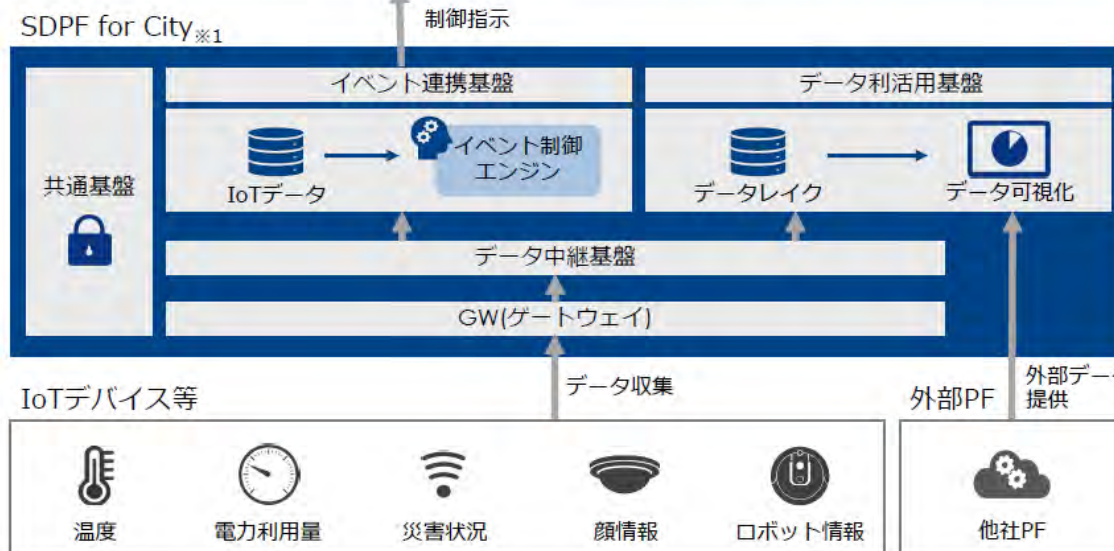 制御指示
SDPF for City※1
イベント連携基盤
データ利活用基盤
共通基盤
IoTデータ
イベント制御
エンジン
データレイク
データ可視化
データ中継基盤
GW(ゲートウェイ)
データ収集
外部データ
提供
IoTデバイス等
外部PF
温度
電力利用量
災害状況
顔情報
ロボット情報
他社PF